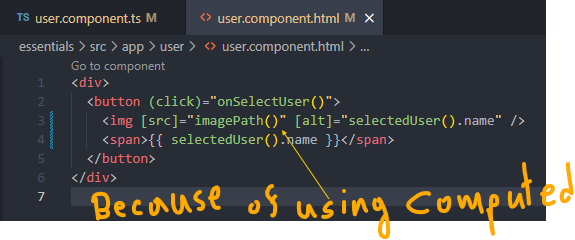 TS user.component.ts M <> user.component.html M ×
essentials > src > app > user > <> user.component.html > ...
Go to component
1 <div>
2 <button (click)="onSelectUser()">
3 <img [src]="imagePath()" [alt]="selectedUser().name" />
4 <span>{{ selectedUser().name }}</span>
5 </button>
6 </div>
7
Because of using Computed